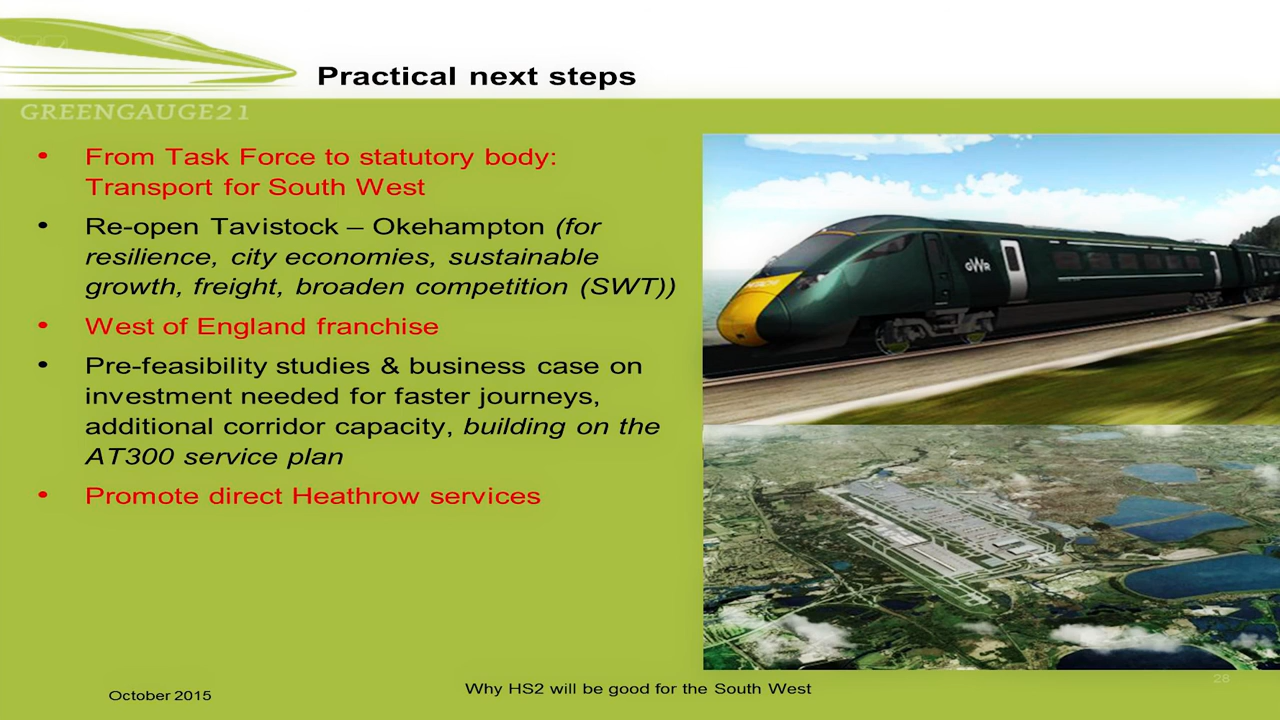 Practical next steps
GREENGAUGE21
• From Task Force to statutory body:
Transport for South West
• Re-open Tavistock – Okehampton (for
resilience, city economies, sustainable
growth, freight, broaden competition (SWT))
• West of England franchise
• Pre-feasibility studies & business case on
investment needed for faster journeys,
additional corridor capacity, building on the
AT300 service plan
• Promote direct Heathrow services
GWR
October 2015
Why HS2 will be good for the South West
28